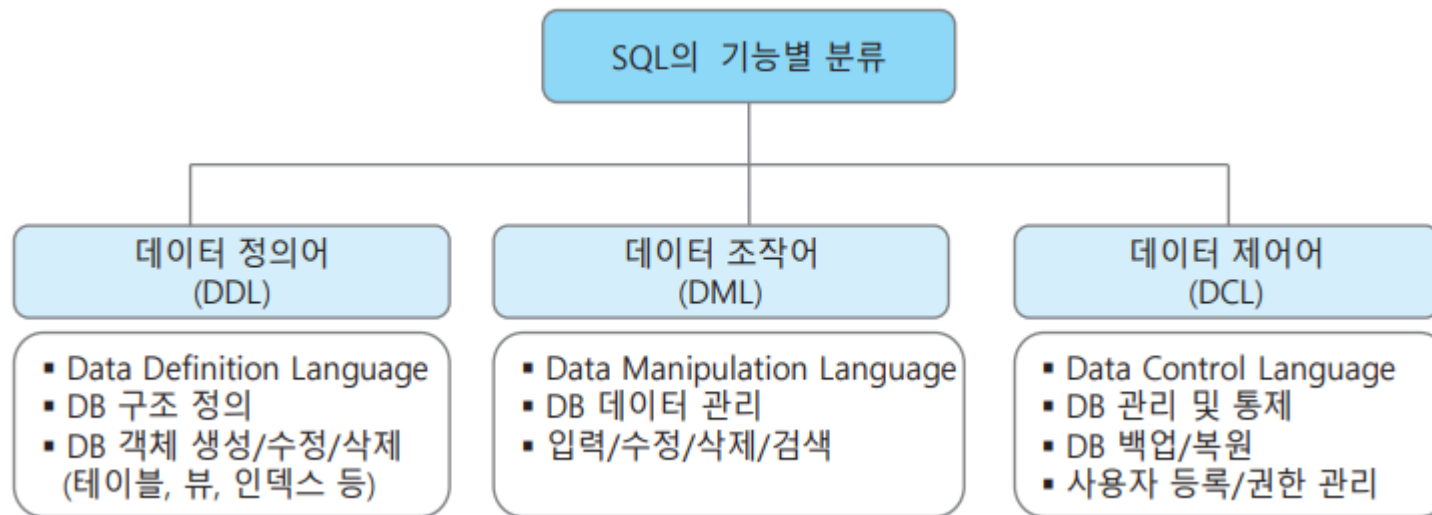 SQL의 기능별 분류
데이터 정의어
(DDL)
▪ Data Definition Language
▪ DB 구조 정의
▪ DB 객체 생성/수정/삭제
(테이블, 뷰, 인덱스 등)
데이터 조작어
(DML)
▪ Data Manipulation Language
▪ DB 데이터 관리
▪ 입력/수정/삭제/검색
데이터 제어어
(DCL)
▪ Data Control Language
▪ DB 관리 및 통제
▪ DB 백업/복원
▪ 사용자 등록/권한 관리